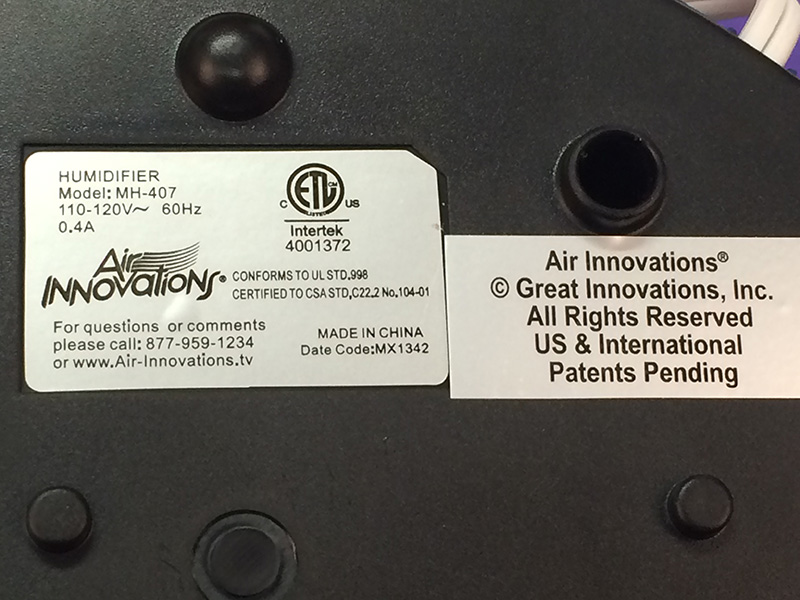 HUMIDIFIER
Model: MH-407
110-120V～ 60Hz
0.4A
ETL CM
LISTED
C US
Intertek
4001372
Air
INNOVATIONS®
CONFORMS TO UL STD.998
CERTIFIED TO CSA STD,C22.2 No.104-01
For questions or comments
please call: 877-959-1234
or www.Air-Innovations.tv
MADE IN CHINA
Date Code:MX1342
Air Innovations®
© Great Innovations, Inc.
All Rights Reserved
US & International
Patents Pending